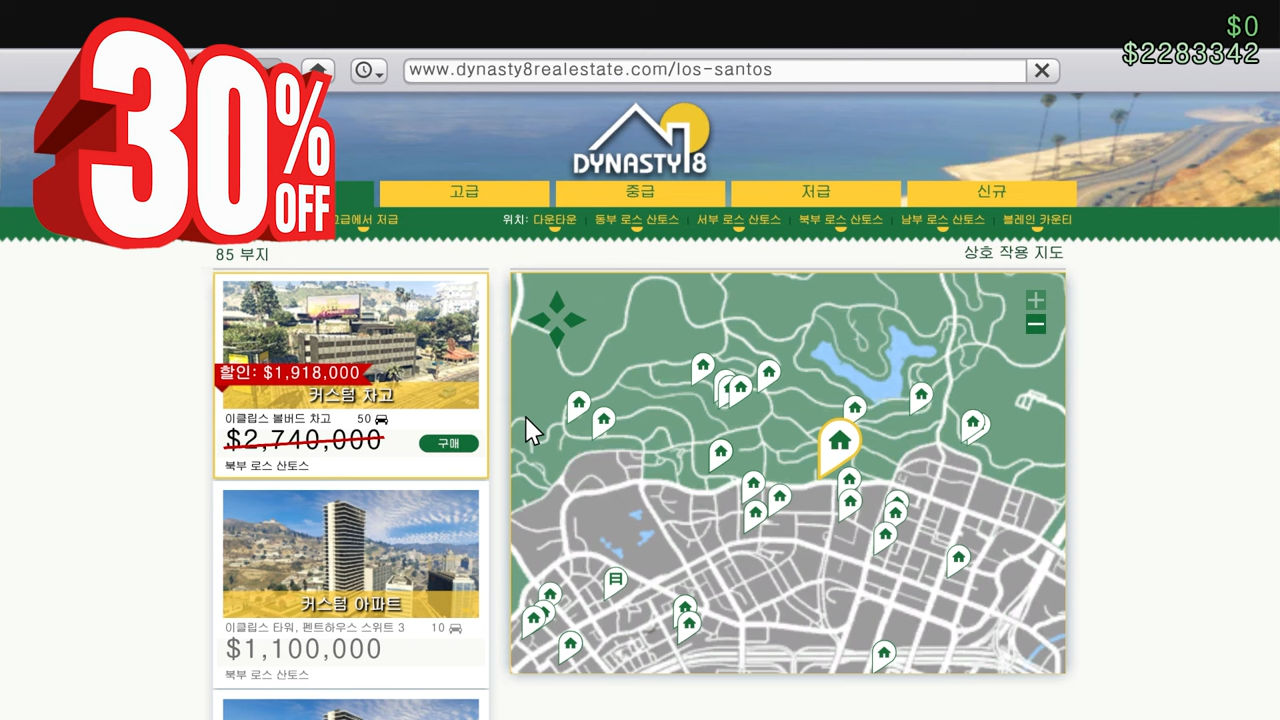 $0
$2283342
www.dynasty8realestate.com/los-santos
30%
OFF
DYNASTY 8
고급
중급
저급
신규
고급에서 저급
위치: 다운타운 동부 로스 산토스 서부 로스 산토스 북부 로스 산토스 남부 로스 산토스 블레인 카운티
85 부지
상호 작용 지도
할인: $1,918,000
커스텀 차고
이클립스 볼버드 차고 50
$2,740,000
구매
북부 로스 산토스
커스텀 아파트
이클립스 타워, 펜트하우스 스위트 3 10
$1,100,000
북부 로스 산토스